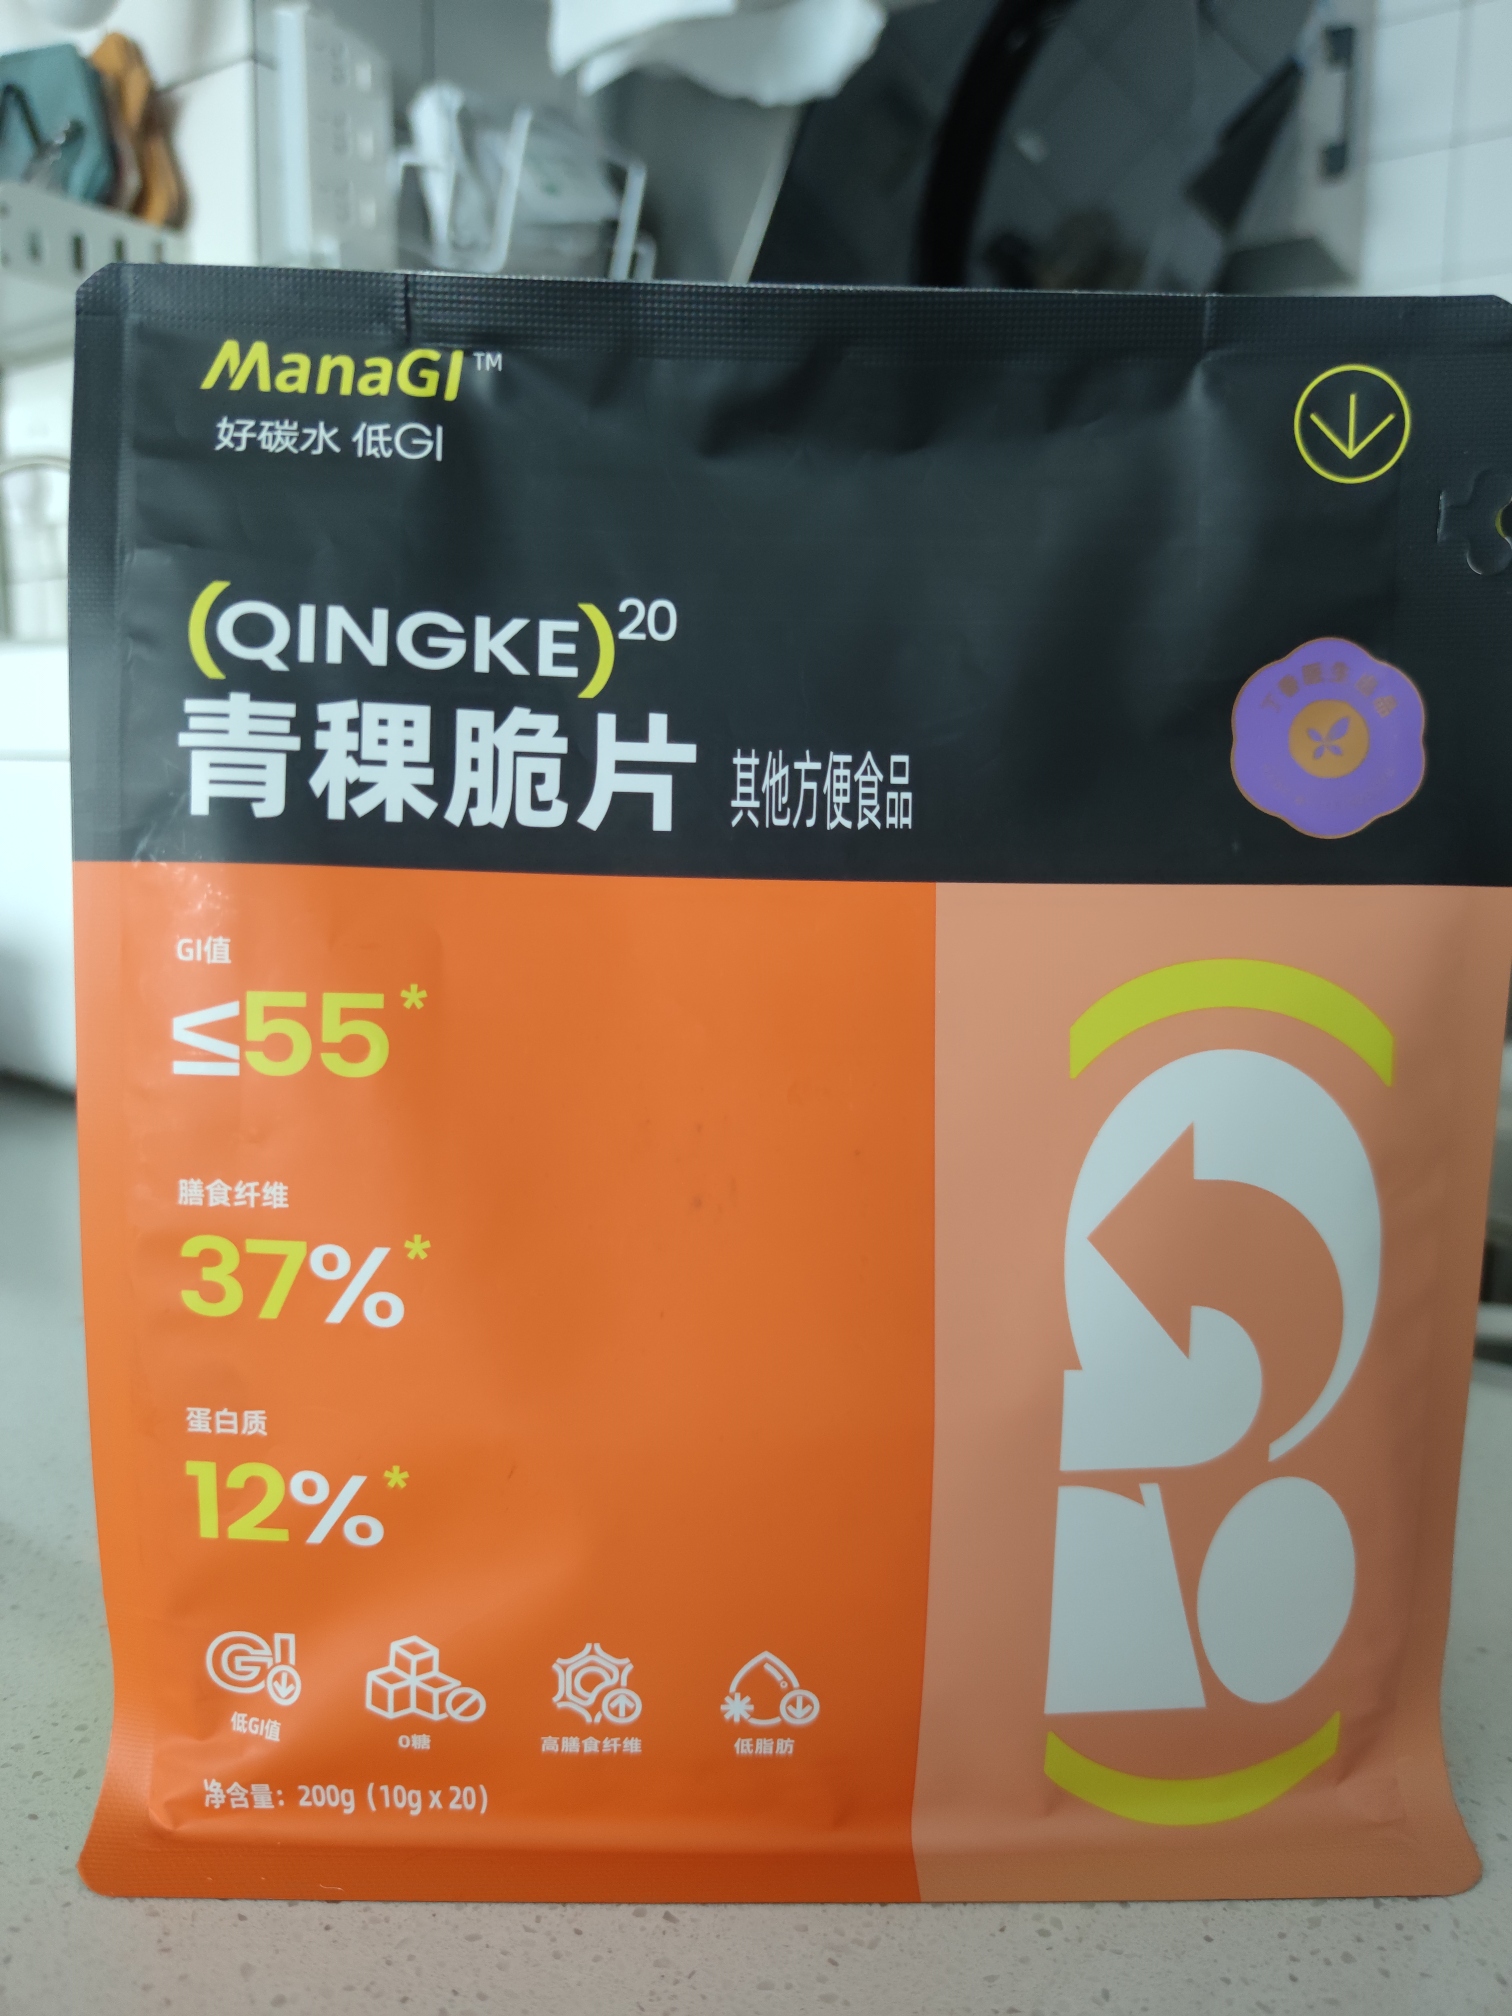 ManaGI™
好碳水 低GI
(QINGKE)20
青稞脆片 其他方便食品
GI值
≤55*
膳食纤维
37%*
蛋白质
12%*
低GI值 0糖 高膳食纤维 低脂肪
净含量：200g（10g x 20）